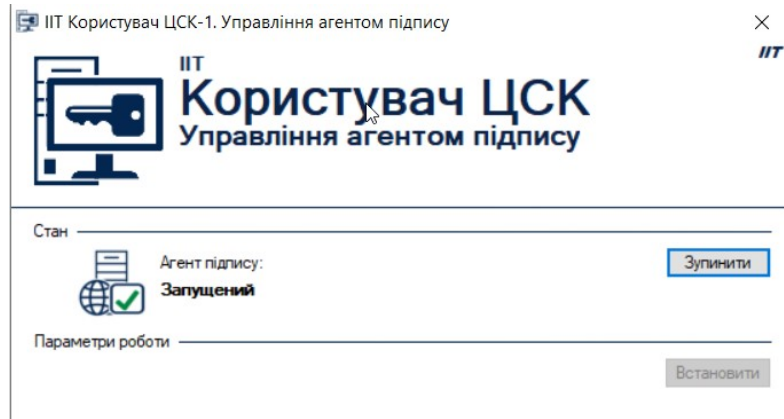 ІІТ Користувач ЦСК-1. Управління агентом підпису
ІІТ
ІІТ
Користувач ЦСК
Управління агентом підпису
Стан
Агент підпису:
Зупинити
Запущений
Параметри роботи
Встановити